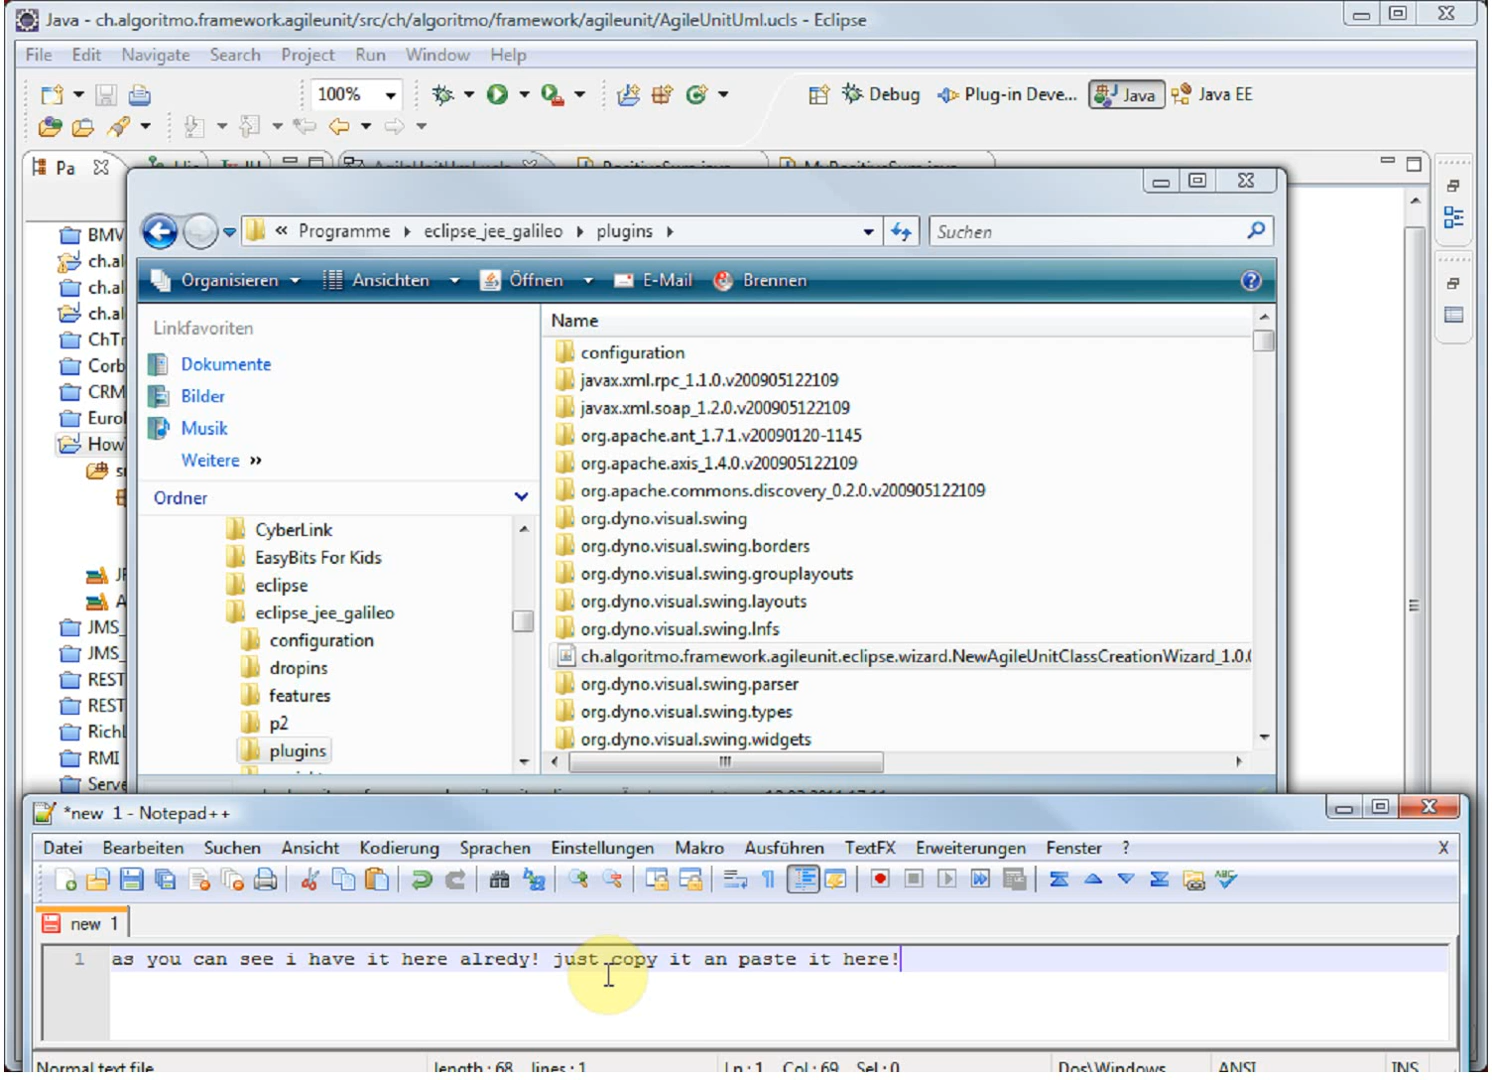 Java - ch.algoritmo.framework.agileunit/src/ch/algoritmo/framework/agileunit/AgileUnitUml.ucls - Eclipse
File Edit Navigate Search Project Run Window Help
100% Debug Plug-in Deve... Java Java EE
Pa
« Programme eclipse_jee_galileo plugins Suchen
BMV
ch.al
ch.al
ch.al
ChTr
Corb
CRM
Eurol
How
JMS_
JMS_
REST
REST
RichL
RMI
Serve
Organisieren Ansichten Öffnen E-Mail Brennen
Linkfavoriten
Dokumente
Bilder
Musik
Weitere »
Ordner
CyberLink
EasyBits For Kids
eclipse
eclipse_jee_galileo
configuration
dropins
features
p2
plugins
Name
configuration
javax.xml.rpc_1.1.0.v200905122109
javax.xml.soap_1.2.0.v200905122109
org.apache.ant_1.7.1.v20090120-1145
org.apache.axis_1.4.0.v200905122109
org.apache.commons.discovery_0.2.0.v200905122109
org.dyno.visual.swing
org.dyno.visual.swing.borders
org.dyno.visual.swing.grouplayouts
org.dyno.visual.swing.layouts
org.dyno.visual.swing.lnfs
ch.algoritmo.framework.agileunit.eclipse.wizard.NewAgileUnitClassCreationWizard_1.0.0
org.dyno.visual.swing.parser
org.dyno.visual.swing.types
org.dyno.visual.swing.widgets
*new 1 - Notepad++
Datei Bearbeiten Suchen Ansicht Kodierung Sprachen Einstellungen Makro Ausführen TextFX Erweiterungen Fenster ? X
new 1
1 as you can see i have it here alredy! just copy it an paste it here!
Normal text file length : 68 lines : 1 Ln : 1 Col : 69 Sel : 0 Dos\Windows ANSI INS